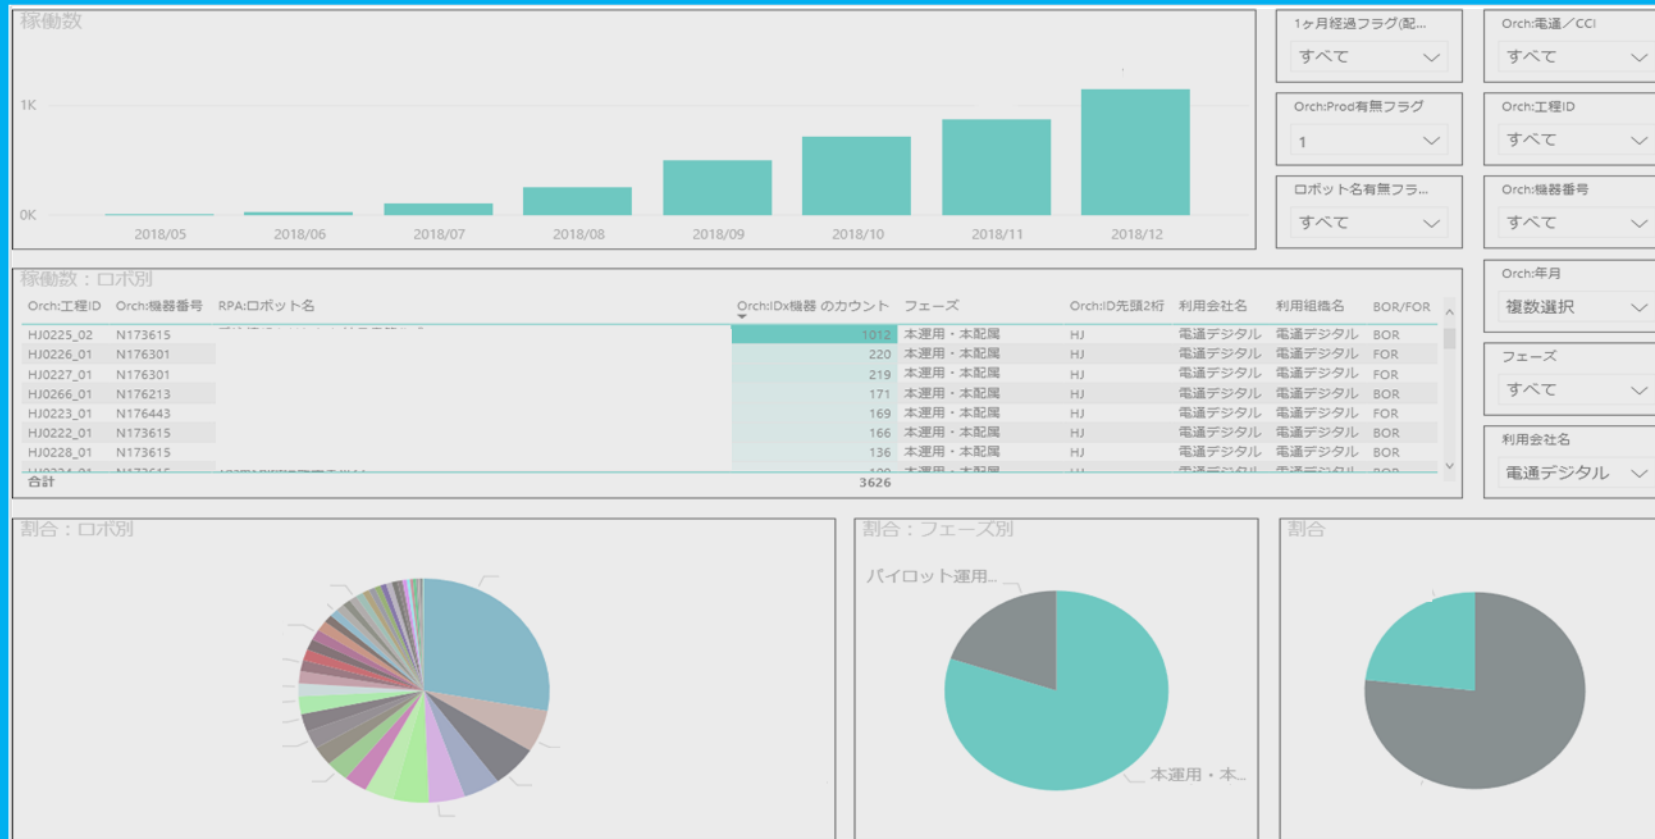 稼働数
1K
0K
2018/05 2018/06 2018/07 2018/08 2018/09 2018/10 2018/11 2018/12
1ヶ月経過フラグ(配...
すべて
Orch:電通／CCI
すべて
Orch:Prod有無フラグ
1
Orch:工程ID
すべて
ロボット名有無フラ...
すべて
Orch:機器番号
すべて
稼働数：ロボ別
Orch:工程ID Orch:機器番号 RPA:ロボット名 Orch:IDx機器 のカウント フェーズ Orch:ID先頭2桁 利用会社名 利用組織名 BOR/FOR
HJ0225_02 N173615 1012 本運用・本配属 HJ 電通デジタル 電通デジタル BOR
HJ0226_01 N176301 220 本運用・本配属 HJ 電通デジタル 電通デジタル FOR
HJ0227_01 N176301 219 本運用・本配属 HJ 電通デジタル 電通デジタル FOR
HJ0266_01 N176213 171 本運用・本配属 HJ 電通デジタル 電通デジタル BOR
HJ0223_01 N176443 169 本運用・本配属 HJ 電通デジタル 電通デジタル FOR
HJ0222_01 N173615 166 本運用・本配属 HJ 電通デジタル 電通デジタル BOR
HJ0228_01 N173615 136 本運用・本配属 HJ 電通デジタル 電通デジタル BOR
合計 3626
Orch:年月
複数選択
フェーズ
すべて
利用会社名
電通デジタル
割合：ロボ別
割合：フェーズ別
パイロット運用...
本運用・本...
割合